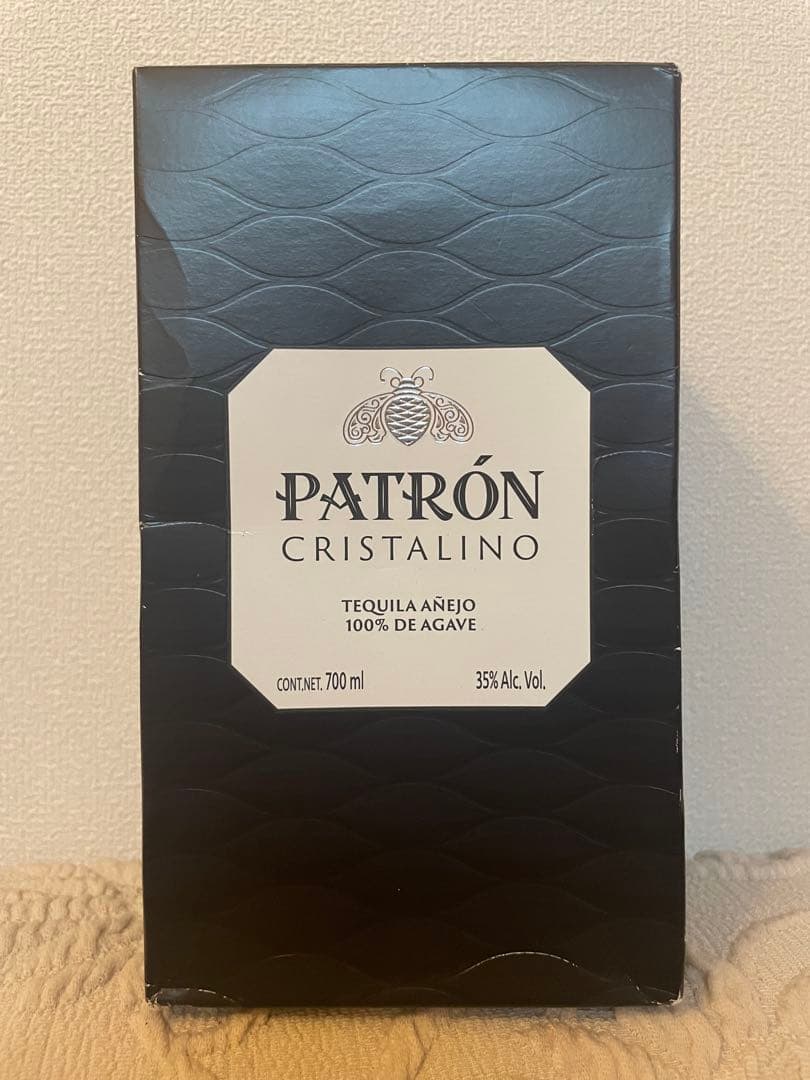 PATRÓN
CRISTALINO
TEQUILA AÑEJO
100% DE AGAVE
CONT.NET. 700 ml
35% Alc. Vol.